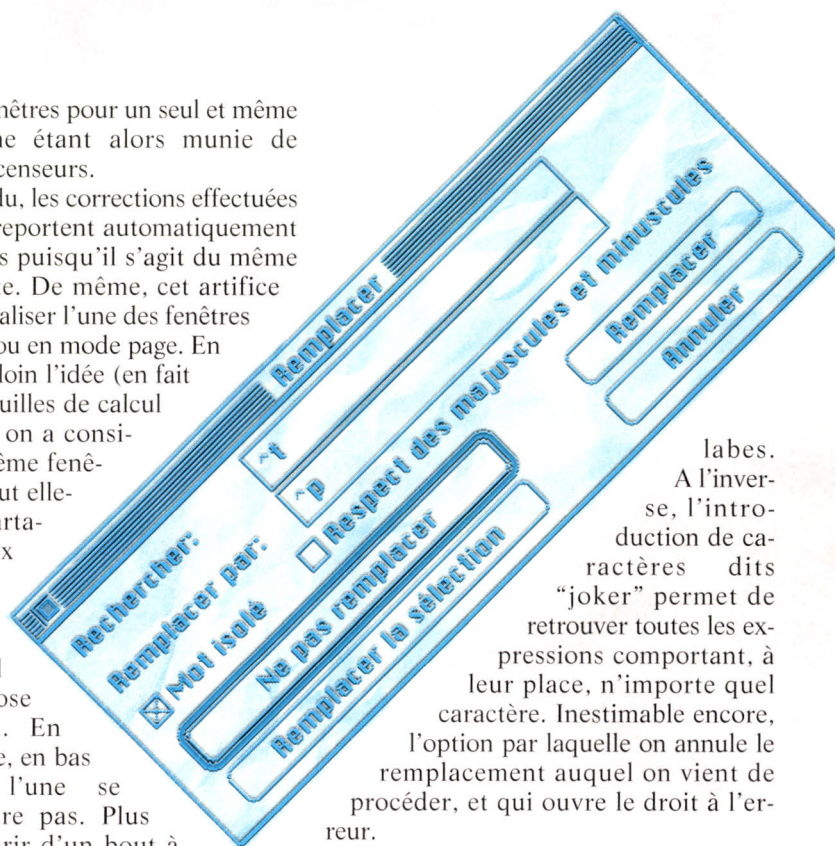 nêtres pour un seul et même
ne étant alors munie de
censeurs.
du, les corrections effectuées
reportent automatiquement
s puisqu'il s'agit du même
te. De même, cet artifice
aliser l'une des fenêtres
ou en mode page. En
loin l'idée (en fait
uilles de calcul
on a consi-
ême fenê-
ut elle-
rta-
x
ose
. En
e, en bas
l'une se
re pas. Plus
rir d'un bout à
Remplacer
Rechercher:
^t
Remplacer par:
^p
Mot isolé
Respect des majuscules et minuscules
Ne pas remplacer
Remplacer
Remplacer la sélection
Annuler
labes.
A l'inver-
se, l'intro-
duction de ca-
ractères dits
“joker” permet de
retrouver toutes les ex-
pressions comportant, à
leur place, n'importe quel
caractère. Inestimable encore,
l'option par laquelle on annule le
remplacement auquel on vient de
procéder, et qui ouvre le droit à l'er-
reur.